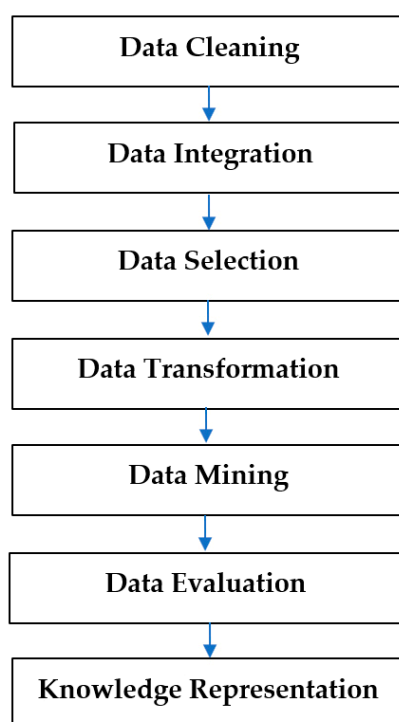 Data Cleaning
Data Integration
Data Selection
Data Transformation
Data Mining
Data Evaluation
Knowledge Representation